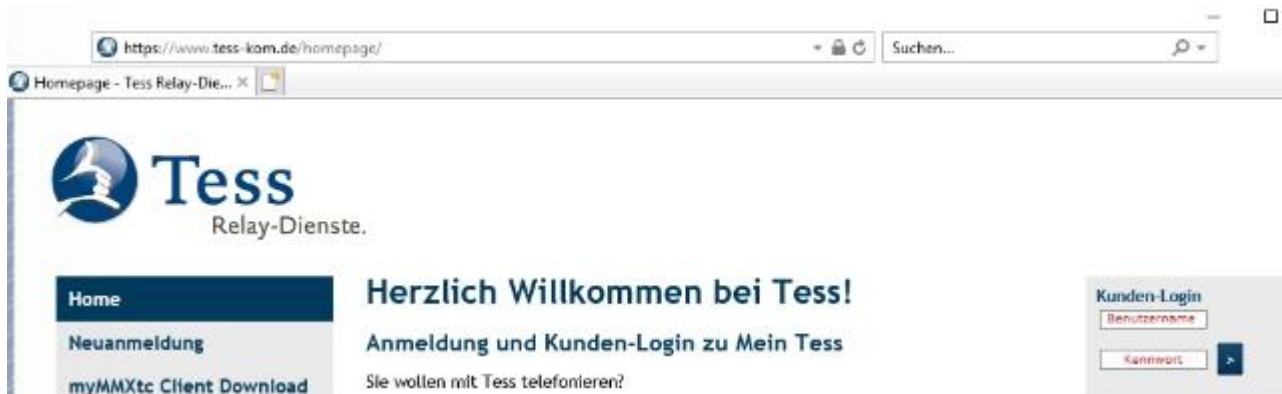 https://www.tess-kom.de/homepage/
Suchen...
Homepage - Tess Relay-Die...
Tess
Relay-Dienste.
Home
Neuanmeldung
myMMXtc Client Download
Herzlich Willkommen bei Tess!
Anmeldung und Kunden-Login zu Mein Tess
Sie wollen mit Tess telefonieren?
Kunden-Login
Benutzername
Kennwort
>